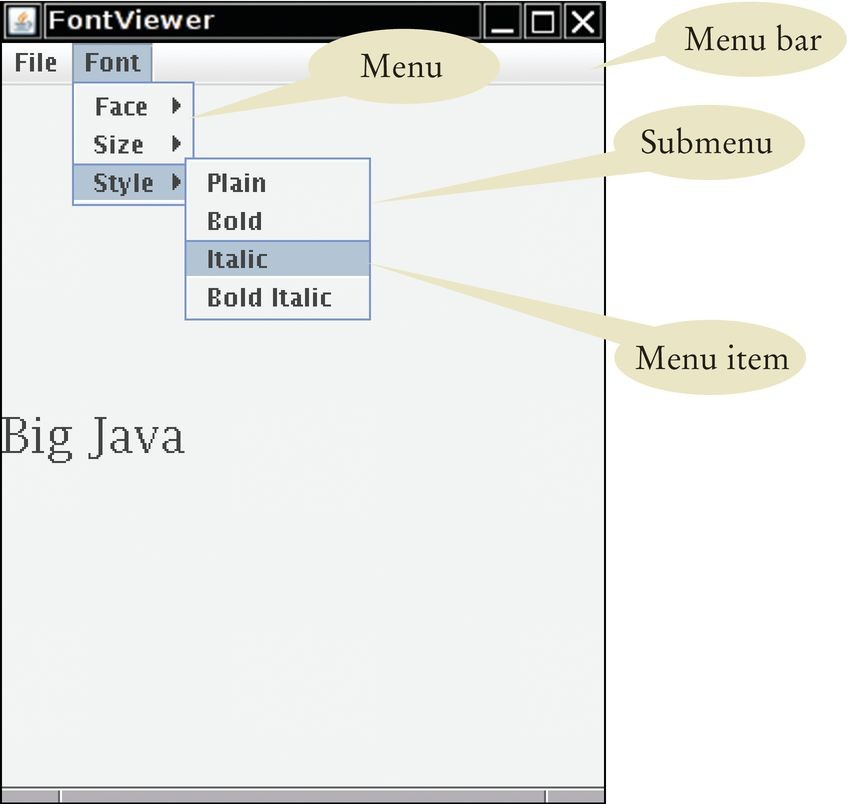 FontViewer
Menu bar
File Font
Menu
Face
Size
Submenu
Style
Plain
Bold
Italic
Bold Italic
Menu item
Big Java